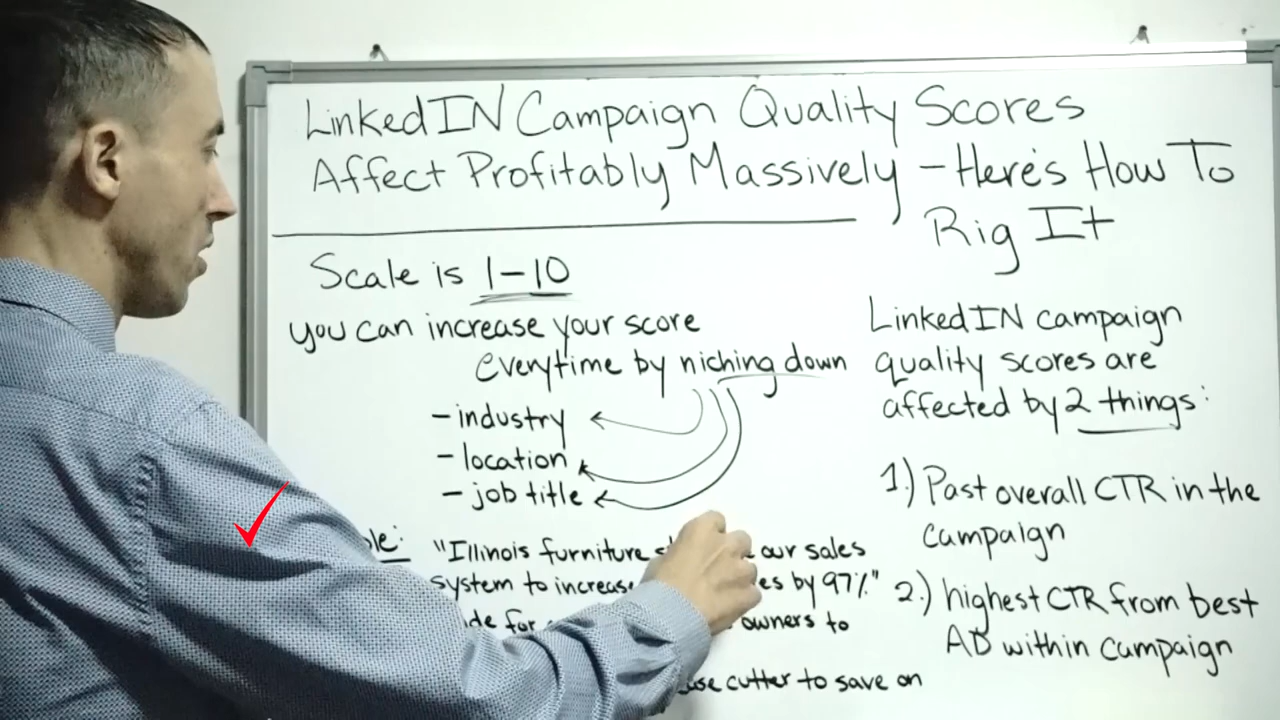 LinkedIN Campaign Quality Scores
Affect Profitably Massively - Here's How To
Rig It
Scale is 1-10
you can increase your score
everytime by niching down
- industry
- location
- job title
"Illinois furniture our sales
system to increase by 97%"
for owners to
cutter to save on
LinkedIN campaign
quality scores are
affected by 2 things:
1.) Past overall CTR in the
campaign
2.) highest CTR from best
AD within campaign